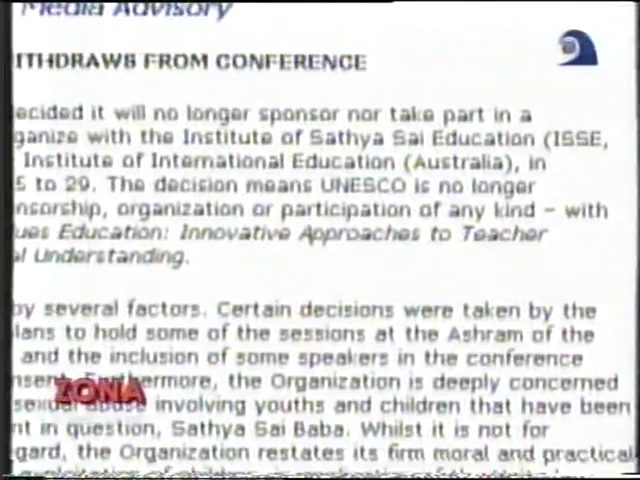 Media Advisory
ITHDRAWS FROM CONFERENCE
ecided it will no longer sponsor nor take part in a
ganize with the Institute of Sathya Sai Education (ISSE,
Institute of International Education (Australia), in
5 to 29. The decision means UNESCO is no longer
nsorship, organization or participation of any kind – with
ues Education: Innovative Approaches to Teacher
al Understanding.
by several factors. Certain decisions were taken by the
lans to hold some of the sessions at the Ashram of the
and the inclusion of some speakers in the conference
nsent. Furthermore, the Organization is deeply concerned
ZONA
sexual abuse involving youths and children that have been
nt in question, Sathya Sai Baba. Whilst it is not for
gard, the Organization restates its firm moral and practical